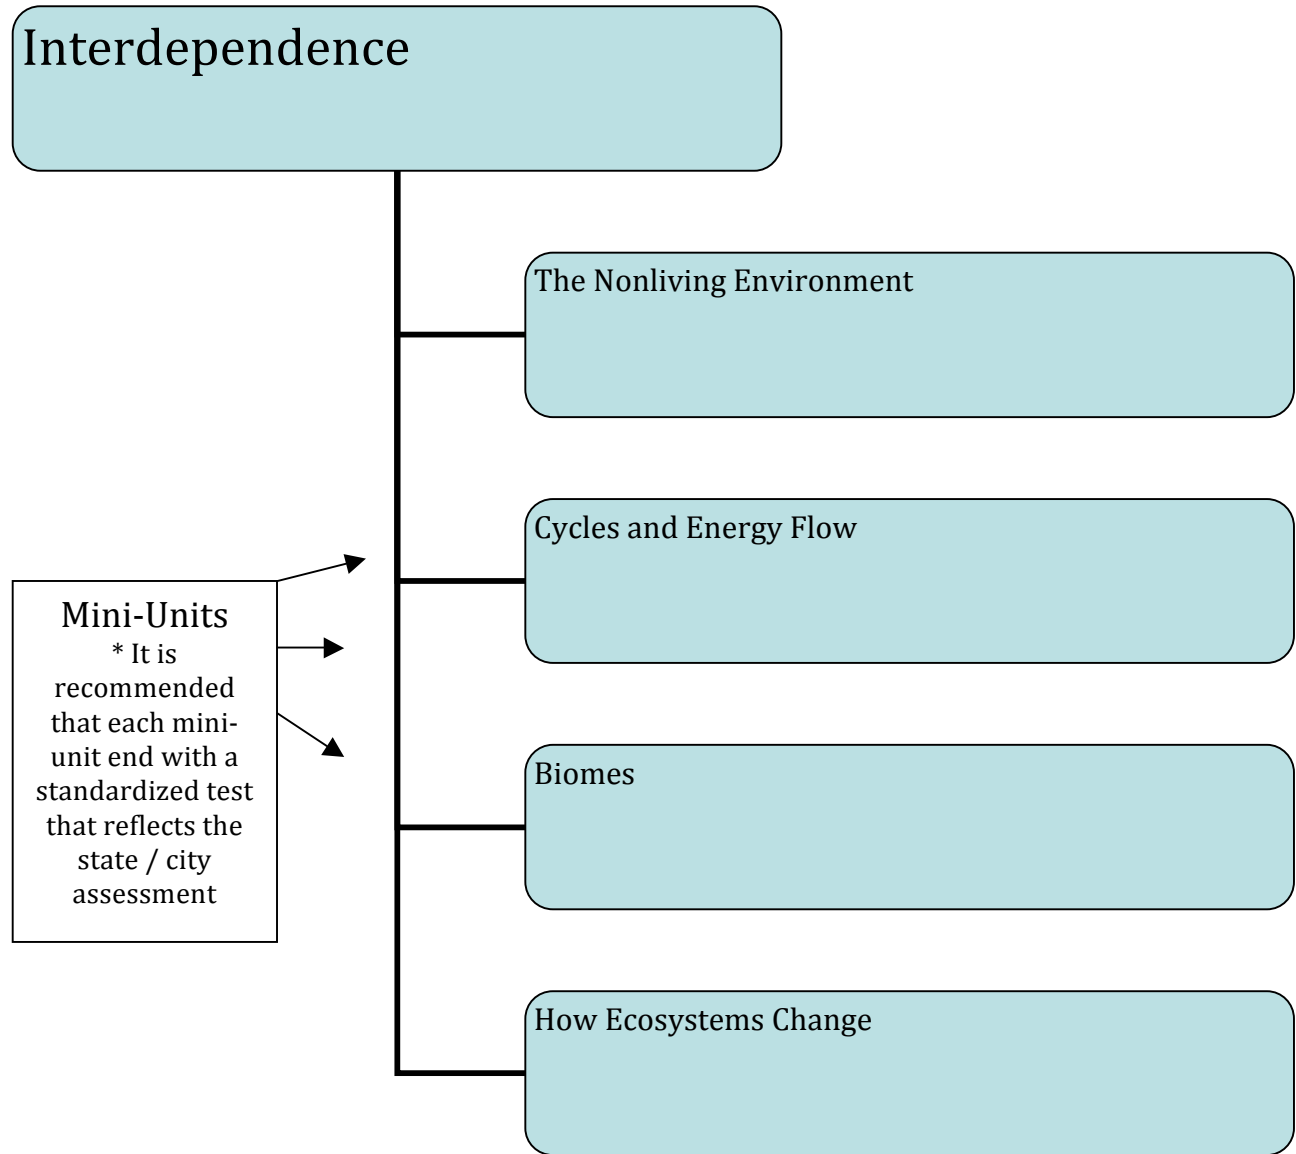 Interdependence
The Nonliving Environment
Cycles and Energy Flow
Mini-Units
* It is
recommended
that each mini-
unit end with a
standardized test
that reflects the
state / city
assessment
Biomes
How Ecosystems Change